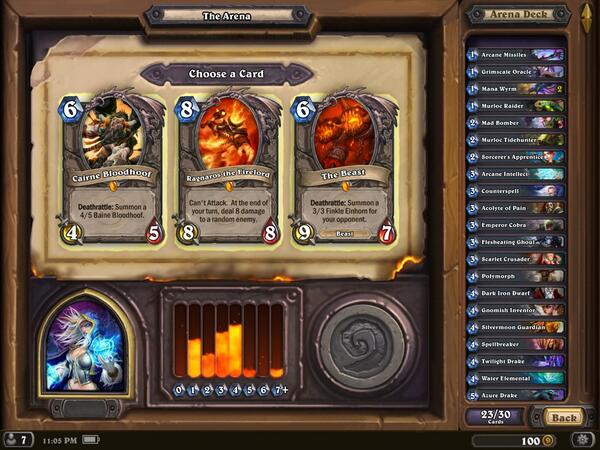 The Arena
Choose a Card
6
Cairne Bloodhoof
Deathrattle: Summon a
4/5 Baine Bloodhoof.
4
5
8
Ragnaros the Firelord
Can't Attack. At the end of
your turn, deal 8 damage
to a random enemy.
8
8
6
The Beast
Deathrattle: Summon a
3/3 Finkle Einhorn for
your opponent.
Beast
9
7
0 1 2 3 4 5 6 7+
Arena Deck
1 Arcane Missiles
1 Grimscale Oracle
1 Mana Wyrm 2
1 Murloc Raider
2 Mad Bomber
2 Murloc Tidehunter
2 Sorcerer's Apprentice
3 Arcane Intellect
3 Counterspell
3 Acolyte of Pain
3 Emperor Cobra
3 Flesheating Ghoul
3 Scarlet Crusader
4 Polymorph
4 Dark Iron Dwarf
4 Gnomish Inventor
4 Silvermoon Guardian
4 Spellbreaker
4 Twilight Drake
4 Water Elemental
5 Azure Drake
23/30
Cards
Back
7
11:05 PM
100